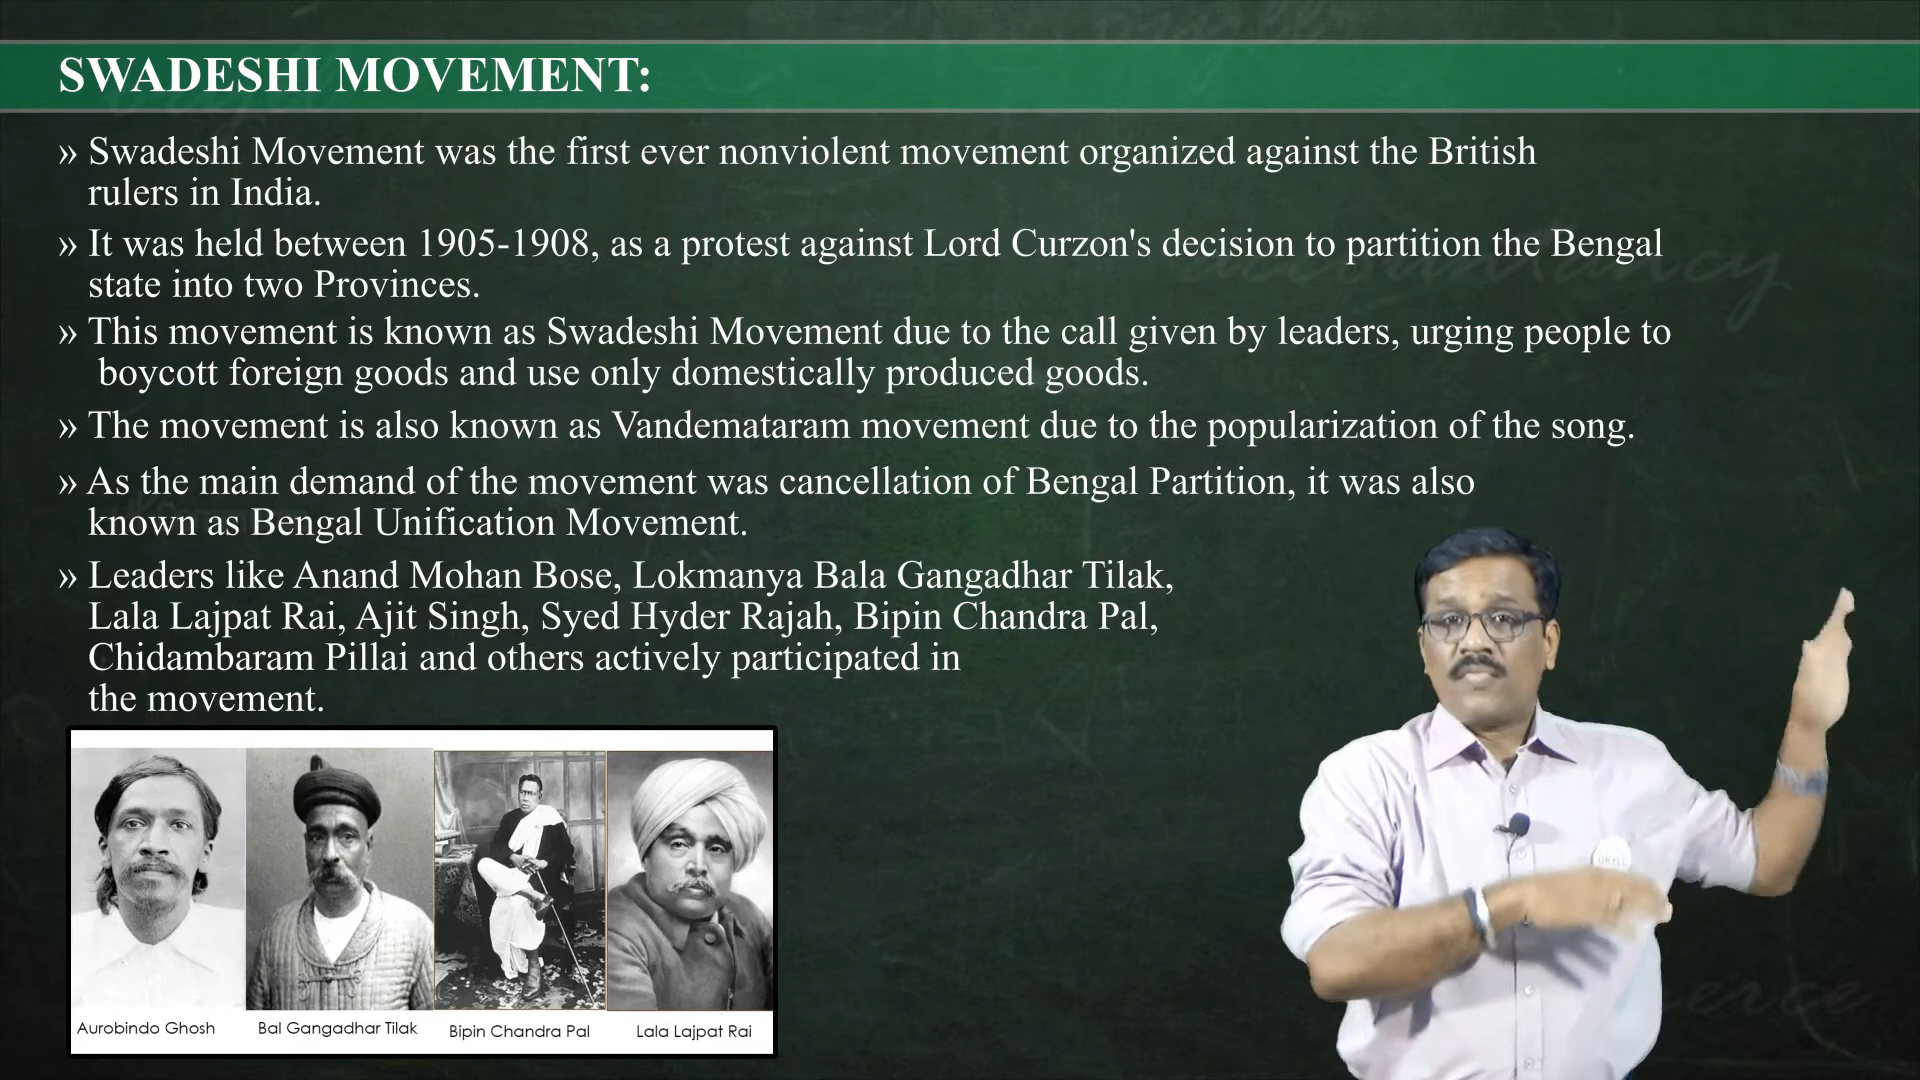 SWADESHI MOVEMENT:
» Swadeshi Movement was the first ever nonviolent movement organized against the British
rulers in India.
» It was held between 1905-1908, as a protest against Lord Curzon's decision to partition the Bengal
state into two Provinces.
» This movement is known as Swadeshi Movement due to the call given by leaders, urging people to
boycott foreign goods and use only domestically produced goods.
» The movement is also known as Vandemataram movement due to the popularization of the song.
» As the main demand of the movement was cancellation of Bengal Partition, it was also
known as Bengal Unification Movement.
» Leaders like Anand Mohan Bose, Lokmanya Bala Gangadhar Tilak,
Lala Lajpat Rai, Ajit Singh, Syed Hyder Rajah, Bipin Chandra Pal,
Chidambaram Pillai and others actively participated in
the movement.
Aurobindo Ghosh
Bal Gangadhar Tilak
Bipin Chandra Pal
Lala Lajpat Rai